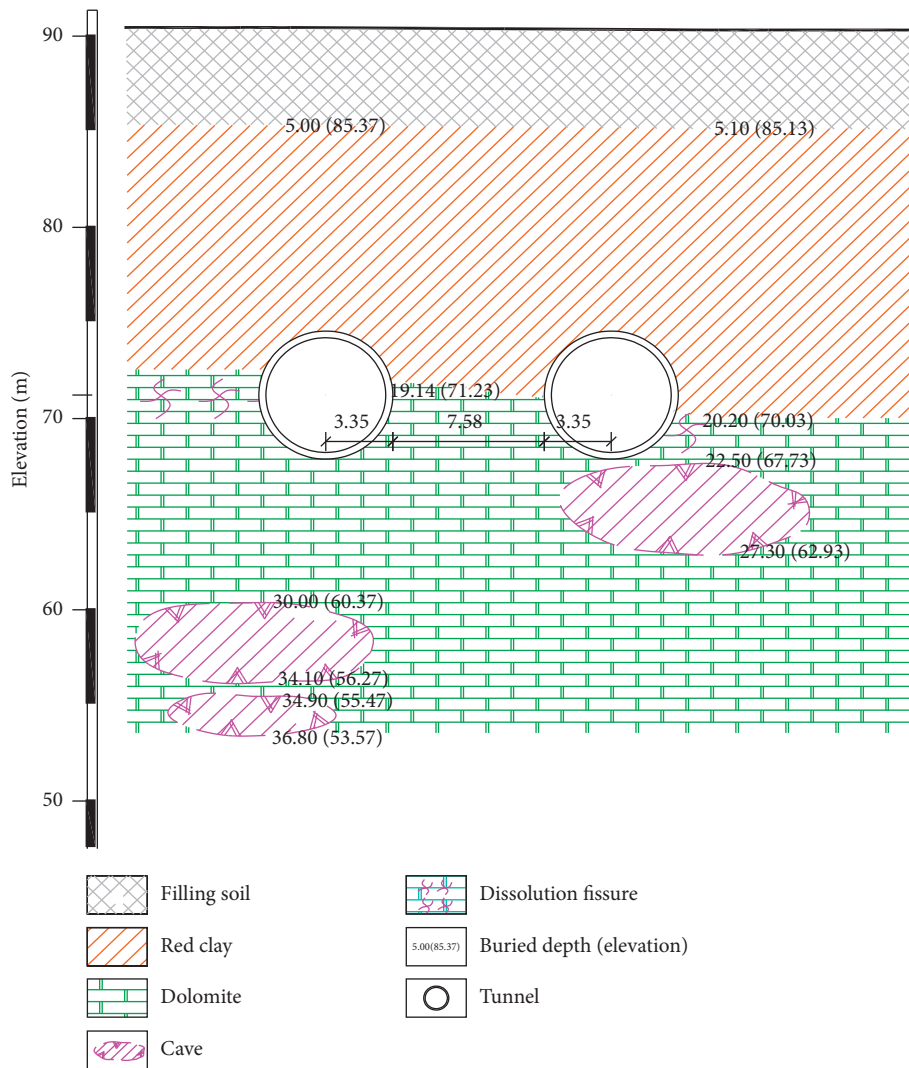 90
5.00 (85.37)
5.10 (85.13)
80
Elevation (m)
19.14 (71.23)
70
3.35
7.58
3.35
20.20 (70.03)
22.50 (67.73)
27.30 (62.93)
60
30.00 (60.37)
34.10 (56.27)
34.90 (55.47)
36.80 (53.57)
50
Filling soil
Dissolution fissure
Red clay
5.00(85.37)
Buried depth (elevation)
Dolomite
Tunnel
Cave